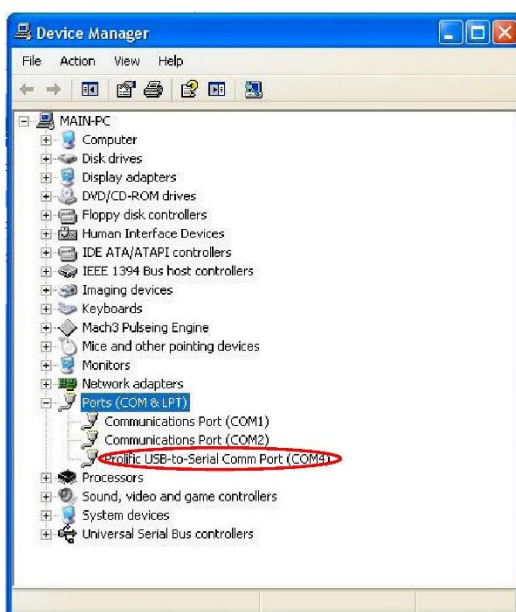 Device Manager
File Action View Help
MAIN-PC
Computer
Disk drives
Display adapters
DVD/CD-ROM drives
Floppy disk controllers
Human Interface Devices
IDE ATA/ATAPI controllers
IEEE 1394 Bus host controllers
Imaging devices
Keyboards
Mach3 Pulseing Engine
Mice and other pointing devices
Monitors
Network adapters
Ports (COM & LPT)
Communications Port (COM1)
Communications Port (COM2)
Prolific USB-to-Serial Comm Port (COM4)
Processors
Sound, video and game controllers
System devices
Universal Serial Bus controllers